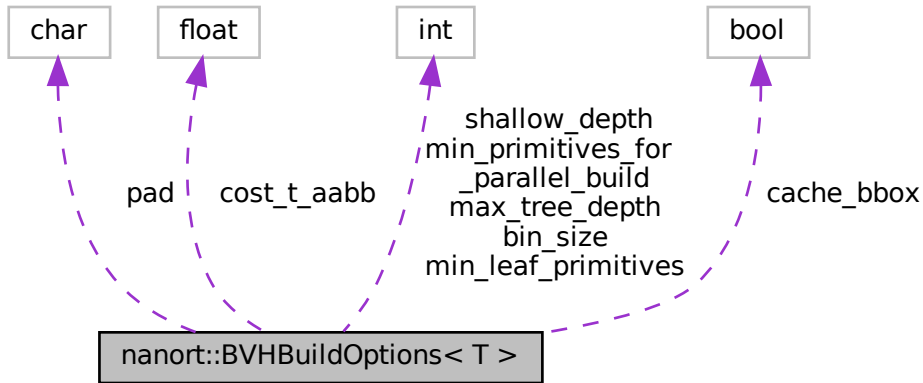 char
float
int
bool
shallow_depth
min_primitives_for
_parallel_build
max_tree_depth
bin_size
min_leaf_primitives
pad
cost_t_aabb
cache_bbox
nanort::BVHBuildOptions< T >